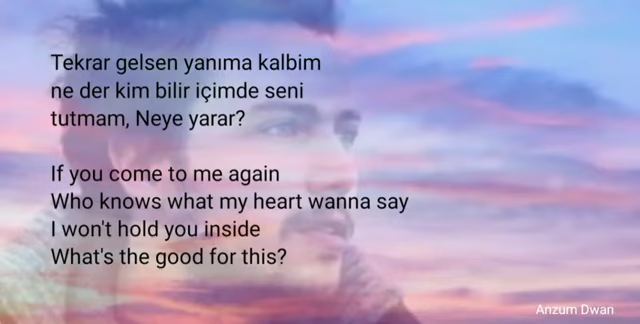 Tekrar gelsen yanıma kalbim
ne der kim bilir içimde seni
tutmam, Neye yarar?
If you come to me again
Who knows what my heart wanna say
I won't hold you inside
What's the good for this?
Anzum Dwan